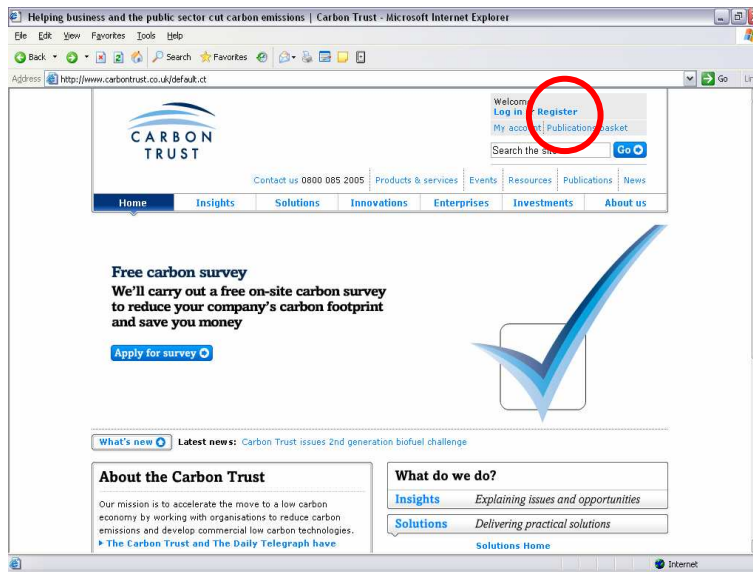 Helping business and the public sector cut carbon emissions | Carbon Trust - Microsoft Internet Explorer
File Edit View Favorites Tools Help
Back Search Favorites
Address http://www.carbontrust.co.uk/default.ct Go
CARBON
TRUST
Welcome
Log in or Register
My account Publications basket
Search the site Go
Contact us 0800 085 2005 Products & services Events Resources Publications News
Home Insights Solutions Innovations Enterprises Investments About us
Free carbon survey
We'll carry out a free on-site carbon survey
to reduce your company's carbon footprint
and save you money
Apply for survey
What's new Latest news: Carbon Trust issues 2nd generation biofuel challenge
About the Carbon Trust
Our mission is to accelerate the move to a low carbon
economy by working with organisations to reduce carbon
emissions and develop commercial low carbon technologies.
The Carbon Trust and The Daily Telegraph have
What do we do?
Insights Explaining issues and opportunities
Solutions Delivering practical solutions
Solutions Home
Internet